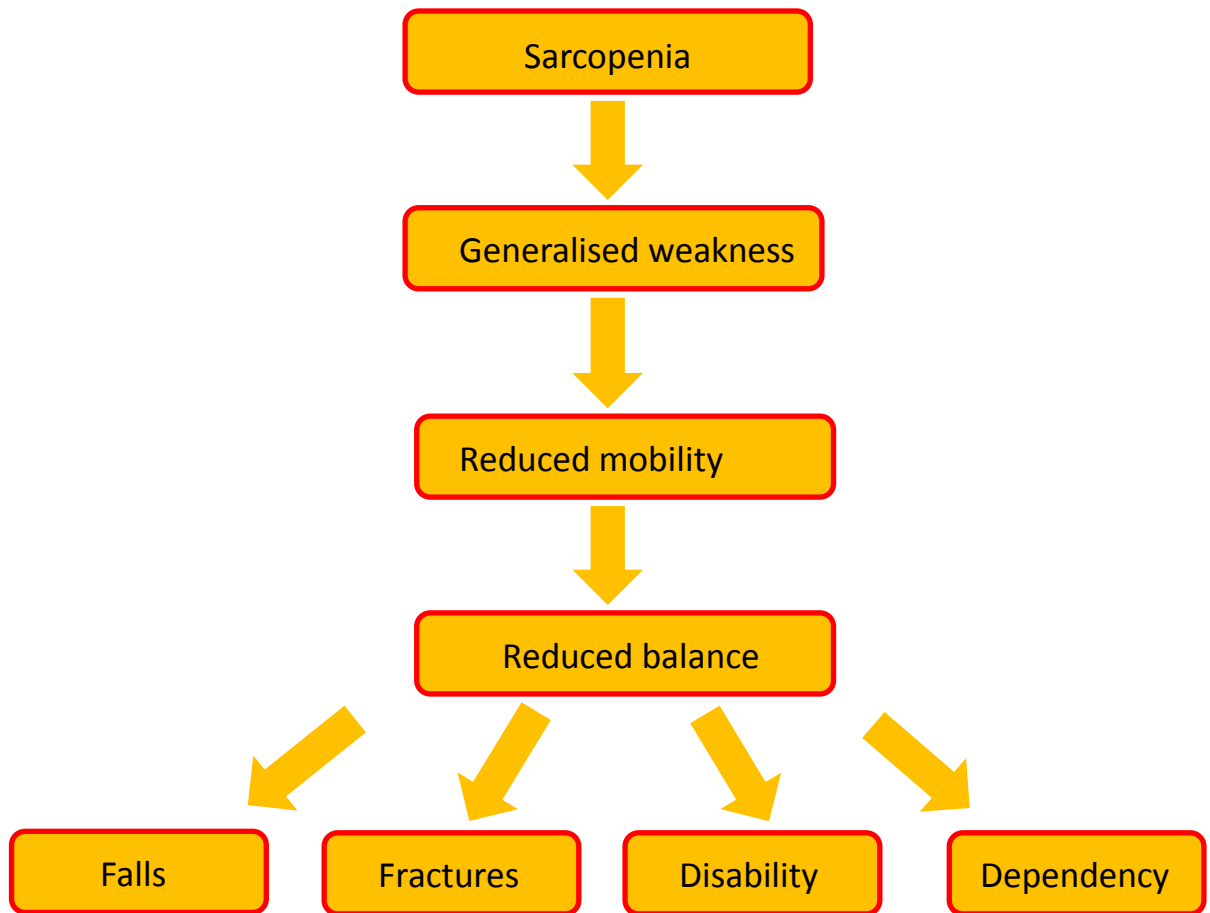 Sarcopenia
Generalised weakness
Reduced mobility
Reduced balance
Falls
Fractures
Disability
Dependency